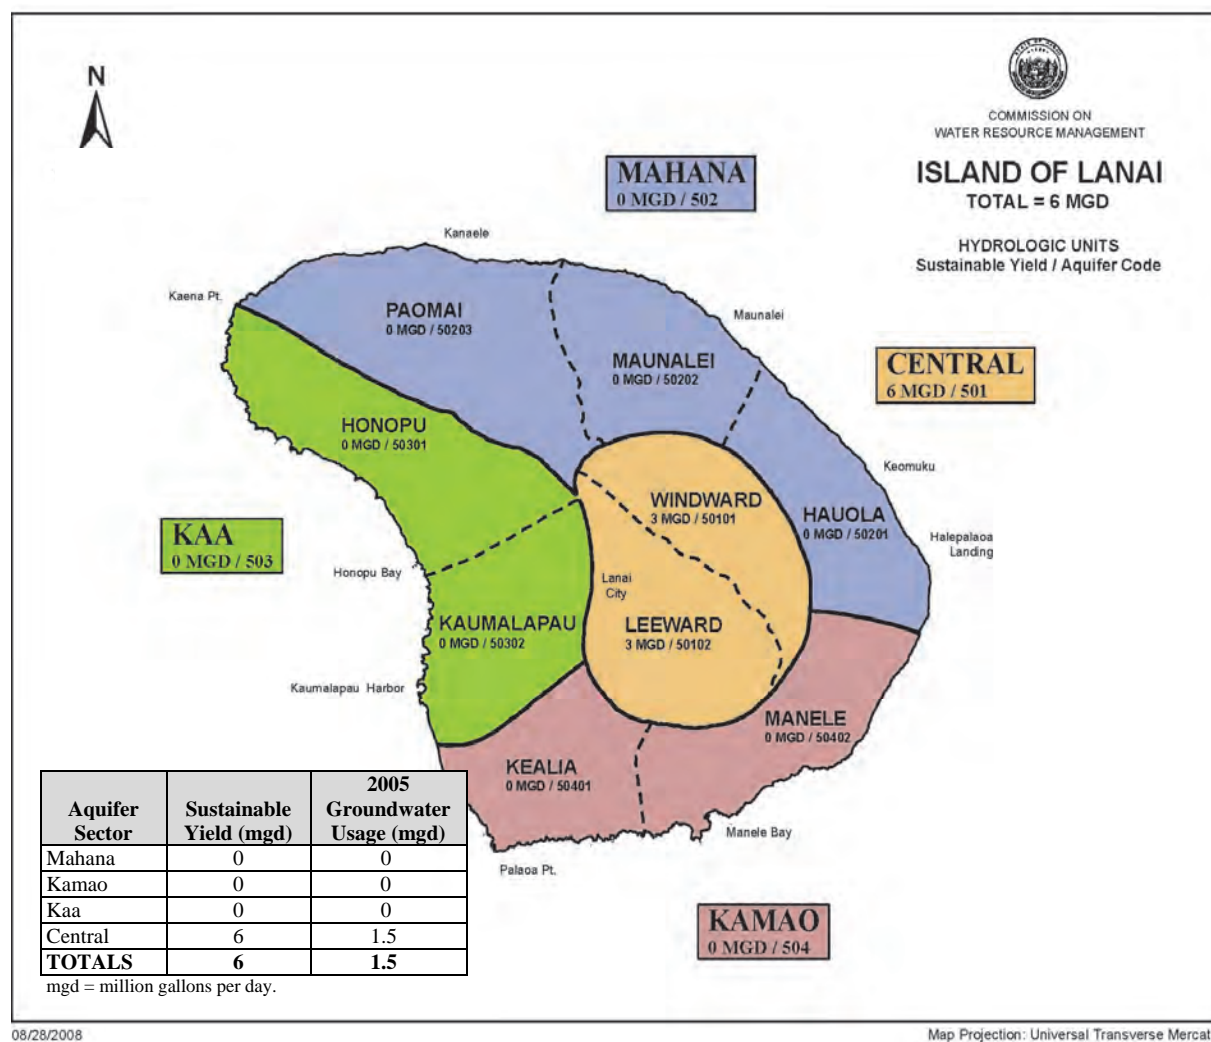 N
COMMISSION ON
WATER RESOURCE MANAGEMENT
ISLAND OF LANAI
TOTAL = 6 MGD
HYDROLOGIC UNITS
Sustainable Yield / Aquifer Code
MAHANA
0 MGD / 502
Kanaele
Kaena Pt.
PAOMAI
0 MGD / 50203
Maunalei
MAUNALEI
0 MGD / 50202
CENTRAL
6 MGD / 501
HONOPU
0 MGD / 50301
Keomuku
WINDWARD
3 MGD / 50101
HAUOLA
0 MGD / 50201
KAA
0 MGD / 503
Halepalaoa
Landing
Honopu Bay
Lanai
City
KAUMALAPAU
0 MGD / 50302
LEEWARD
3 MGD / 50102
Kaumalapau Harbor
MANELE
0 MGD / 50402
KEALIA
0 MGD / 50401
Manele Bay
Palaoa Pt.
KAMAO
0 MGD / 504
Aquifer Sector Sustainable Yield (mgd) 2005 Groundwater Usage (mgd)
Mahana 0 0
Kamao 0 0
Kaa 0 0
Central 6 1.5
TOTALS 6 1.5
mgd = million gallons per day.
08/28/2008
Map Projection: Universal Transverse Mercat